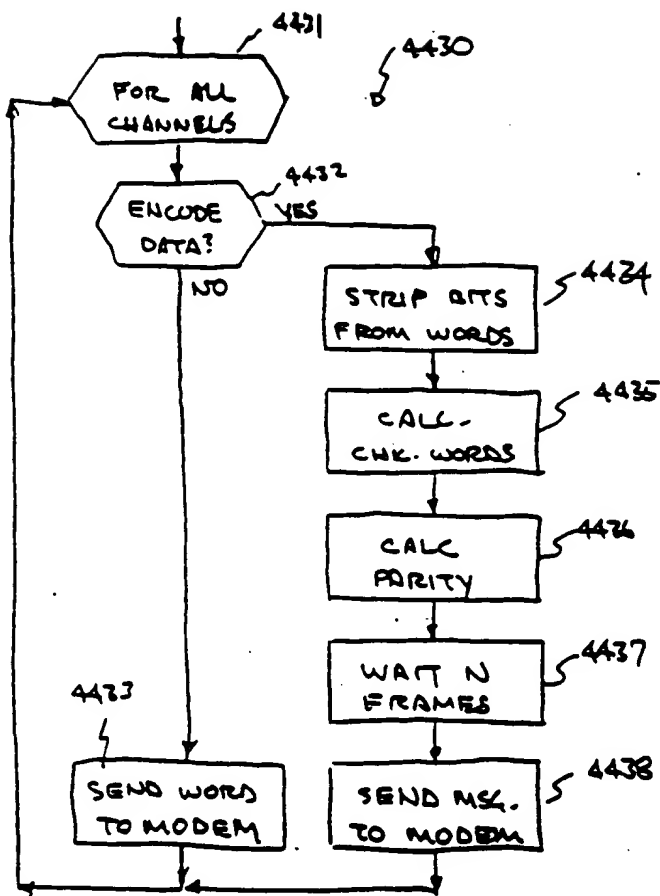 4431
4430
FOR ALL
CHANNELS
4432
ENCODE
DATA?
YES
NO
STRIP BITS
FROM WORDS
4434
CALC.
CHK. WORDS
4435
CALC
PARITY
4436
WAIT N
FRAMES
4437
4433
SEND WORD
TO MODEM
SEND MSG.
TO MODEM
4438